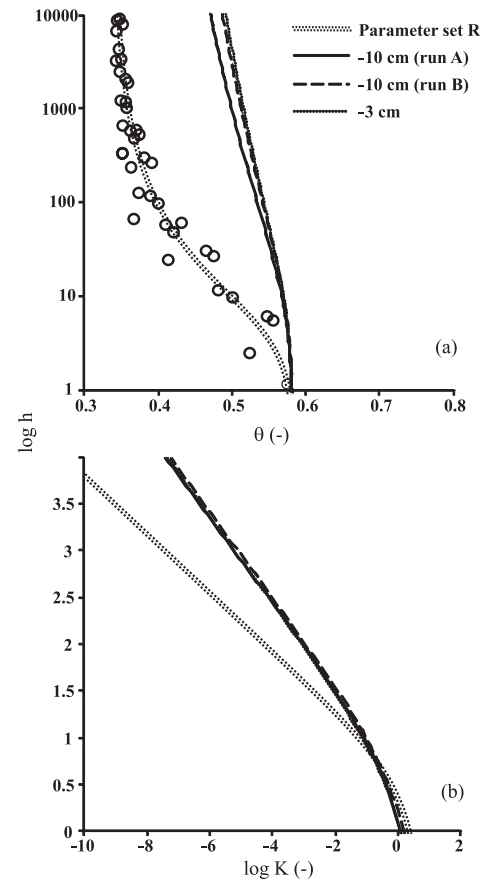 10000
1000
100
10
1
0.3 0.4 0.5 0.6 0.7 0.8
θ (-)
Parameter set R
-10 cm (run A)
-10 cm (run B)
-3 cm
(a)
log h
3.5
3
2.5
2
1.5
1
0.5
0
-10 -8 -6 -4 -2 0 2
log K (-)
(b)